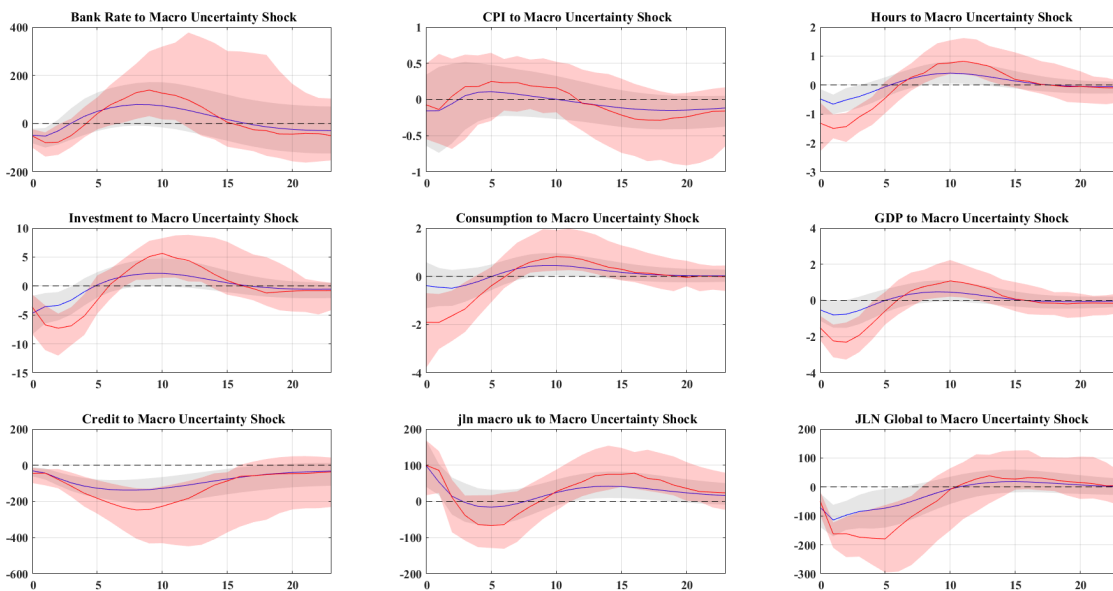 Bank Rate to Macro Uncertainty Shock
400
200
0
-200
0 5 10 15 20
CPI to Macro Uncertainty Shock
1
0.5
0
-0.5
-1
0 5 10 15 20
Hours to Macro Uncertainty Shock
2
1
0
-1
-2
-3
0 5 10 15 20
Investment to Macro Uncertainty Shock
10
5
0
-5
-10
-15
0 5 10 15 20
Consumption to Macro Uncertainty Shock
2
0
-2
-4
0 5 10 15 20
GDP to Macro Uncertainty Shock
4
2
0
-2
-4
0 5 10 15 20
Credit to Macro Uncertainty Shock
200
0
-200
-400
-600
0 5 10 15 20
jln macro uk to Macro Uncertainty Shock
200
100
0
-100
-200
0 5 10 15 20
JLN Global to Macro Uncertainty Shock
200
100
0
-100
-200
-300
0 5 10 15 20